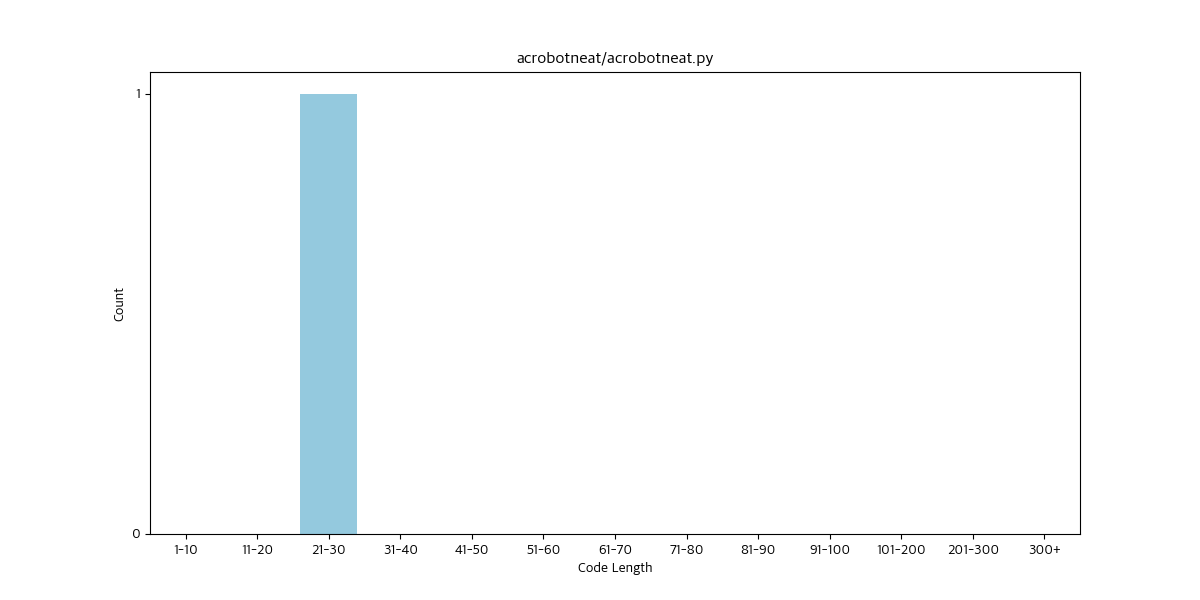 acrobotneat/acrobotneat.py
1
Count
0
1-10 11-20 21-30 31-40 41-50 51-60 61-70 71-80 81-90 91-100 101-200 201-300 300+
Code Length